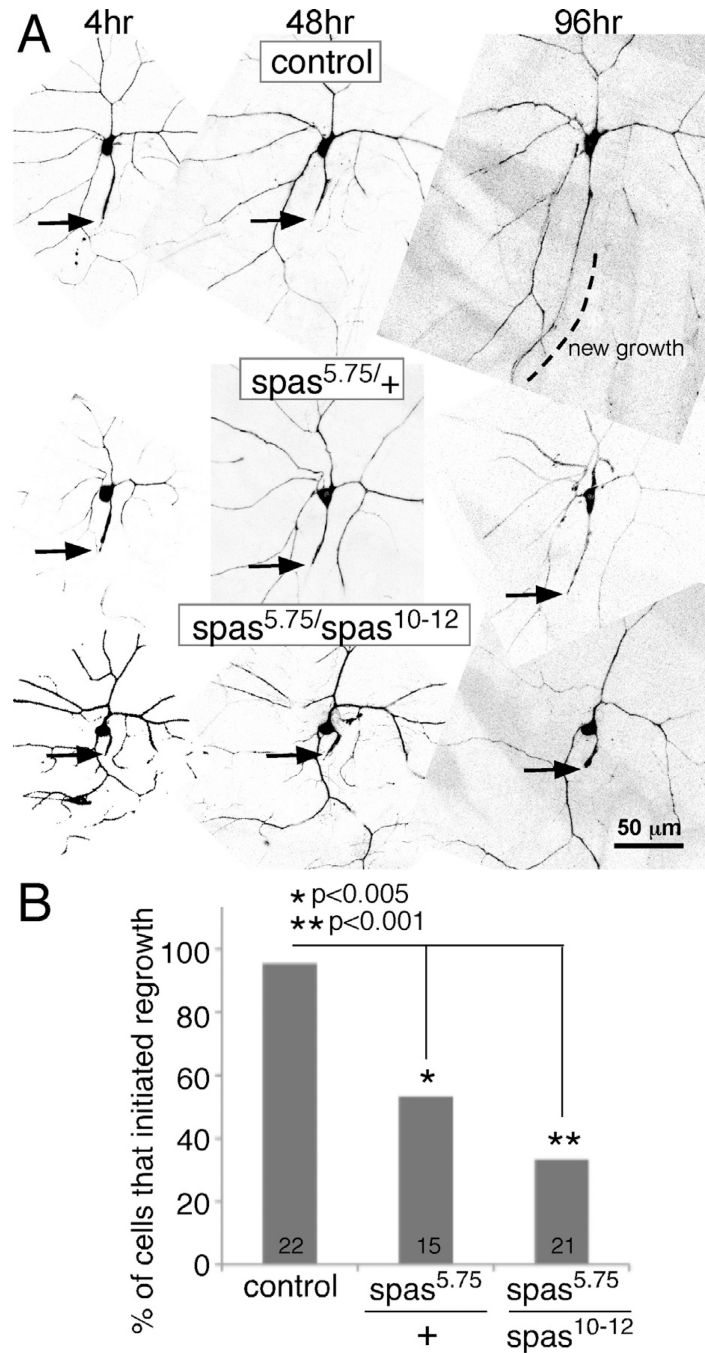 A
4hr 48hr 96hr
control
new growth
spas5.75/+
spas5.75/spas10-12
50 μm
B
* p<0.005
** p<0.001
% of cells that initiated regrowth
100
80
60
40
20
0
*
**
22 15 21
control
spas5.75
+
spas5.75
spas10-12